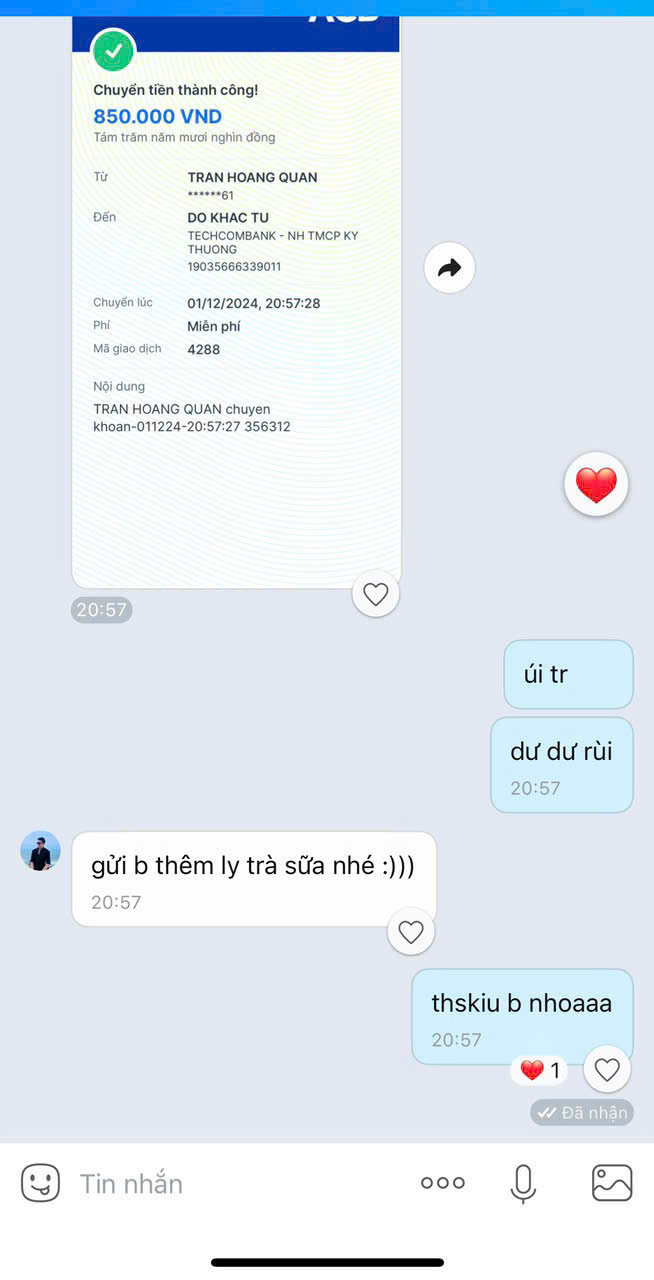 ACB
Chuyển tiền thành công!
850.000 VND
Tám trăm năm mươi nghìn đồng
Từ
TRAN HOANG QUAN
******61
Đến
DO KHAC TU
TECHCOMBANK - NH TMCP KY
THUONG
19035666339011
Chuyển lúc
01/12/2024, 20:57:28
Phí
Miễn phí
Mã giao dịch
4288
Nội dung
TRAN HOANG QUAN chuyen
khoan-011224-20:57:27 356312
20:57
úi tr
dư dư rùi
20:57
gửi b thêm ly trà sữa nhé :)))
20:57
thskiu b nhoaaa
20:57
1
Đã nhận
Tin nhắn